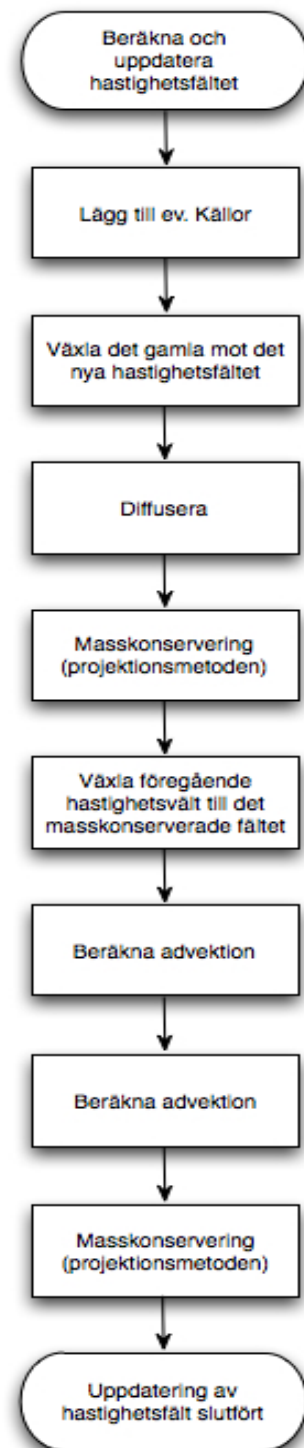 Beräkna och
uppdatera
hastighetsfältet
Lägg till ev. Källor
Växla det gamla mot det
nya hastighetsfältet
Diffusera
Masskonservering
(projektionsmetoden)
Växla föregående
hastighetsvält till det
masskonserverade fältet
Beräkna advektion
Beräkna advektion
Masskonservering
(projektionsmetoden)
Uppdatering av
hastighetsfält slutfört